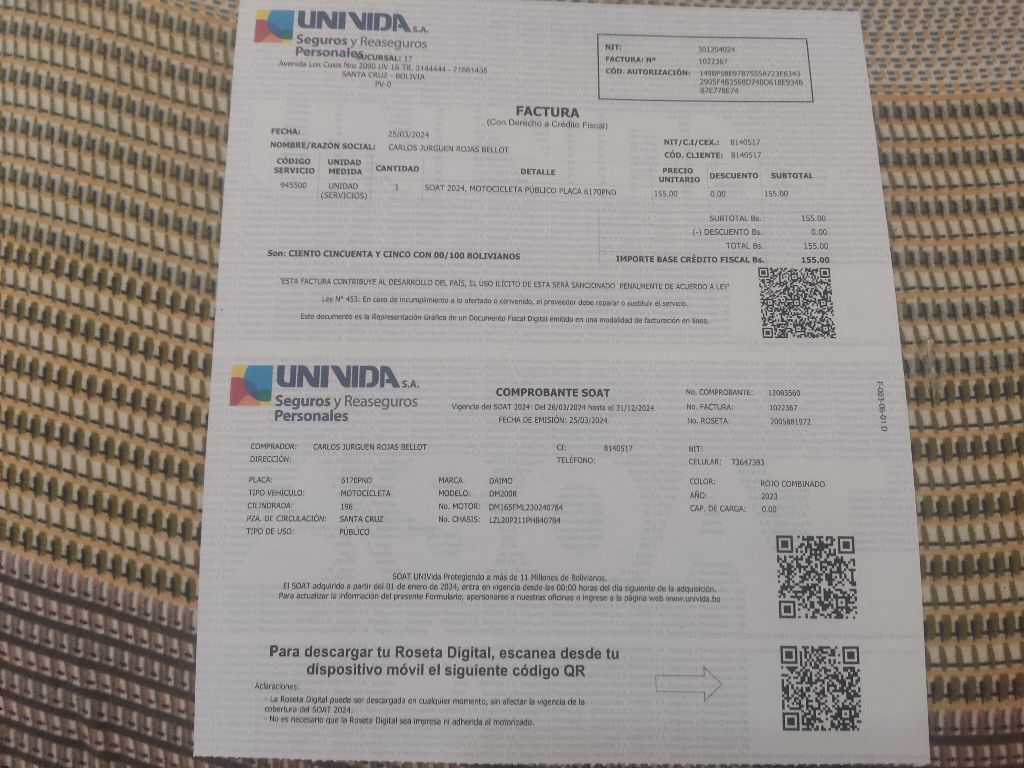 UNIVIDA S.A.
Seguros y Reaseguros
Personales
SUCURSAL: 17
Avenida Los Cusis Nro 2090 UV 16 Tlf. 3144444 - 71661436
SANTA CRUZ - BOLIVIA
PV-0
NIT: 301204024
FACTURA: Nº 1022367
CÓD. AUTORIZACIÓN:
FACTURA
(Con Derecho a Crédito Fiscal)
FECHA: 25/03/2024
NOMBRE/RAZÓN SOCIAL: CARLOS JURGUEN ROJAS BELLOT
NIT/C.I/CEX.: 8140517
CÓD. CLIENTE: 8140517
CÓDIGO SERVICIO UNIDAD MEDIDA CANTIDAD DETALLE PRECIO UNITARIO DESCUENTO SUBTOTAL
945500 UNIDAD (SERVICIOS) 1 SOAT 2024, MOTOCICLETA PÚBLICO PLACA 6170PND 155.00 0.00 155.00
SUBTOTAL Bs. 155.00
(-) DESCUENTO Bs. 0.00
TOTAL Bs. 155.00
Son: CIENTO CINCUENTA Y CINCO CON 00/100 BOLIVIANOS IMPORTE BASE CRÉDITO FISCAL Bs. 155.00
"ESTA FACTURA CONTRIBUYE AL DESARROLLO DEL PAÍS, EL USO ILÍCITO DE ESTA SERÁ SANCIONADO PENALMENTE DE ACUERDO A LEY"
Ley Nº 453: En caso de incumplimiento a lo ofertado o convenido, el proveedor debe reparar o sustituir el servicio.
Este documento es la Representación Gráfica de un Documento Fiscal Digital emitido en una modalidad de facturación en línea.
UNIVIDA S.A.
Seguros y Reaseguros
Personales
COMPROBANTE SOAT
Vigencia del SOAT 2024: Del 26/03/2024 hasta el 31/12/2024
FECHA DE EMISIÓN: 25/03/2024
No. COMPROBANTE: 12083560
No. FACTURA: 1022367
No. ROSETA: 2005881972
F-003-06-01 D
COMPRADOR: CARLOS JURGUEN ROJAS BELLOT CI: 8140517 NIT:
DIRECCIÓN: TELÉFONO: CELULAR: 73647393
PLACA: 6170PND MARCA: DAIMO COLOR: ROJO COMBINADO
TIPO VEHÍCULO: MOTOCICLETA MODELO: DM200R AÑO: 2023
CILINDRADA: 196 No. MOTOR: DM165FML230240784 CAP. DE CARGA: 0.00
PZA. DE CIRCULACIÓN: SANTA CRUZ No. CHASIS: LZL20P211PHB40784
TIPO DE USO: PÚBLICO
SOAT UNIVida Protegiendo a más de 11 Millones de Bolivianos.
El SOAT adquirido a partir del 01 de enero de 2024, entra en vigencia desde las 00:00 horas del día siguiente de la adquisición.
Para actualizar la información del presente Formulario, apersonarse a nuestras oficinas o ingrese a la página web www.univida.bo
Para descargar tu Roseta Digital, escanea desde tu
dispositivo móvil el siguiente código QR
Aclaraciones:
- La Roseta Digital puede ser descargada en cualquier momento, sin afectar la vigencia de la
cobertura del SOAT 2024.
- No es necesario que la Roseta Digital sea impresa ni adherida al motorizado.